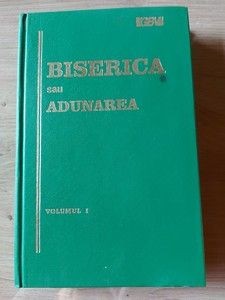 BISERICA
sau
ADUNAREA
VOLUMUL I